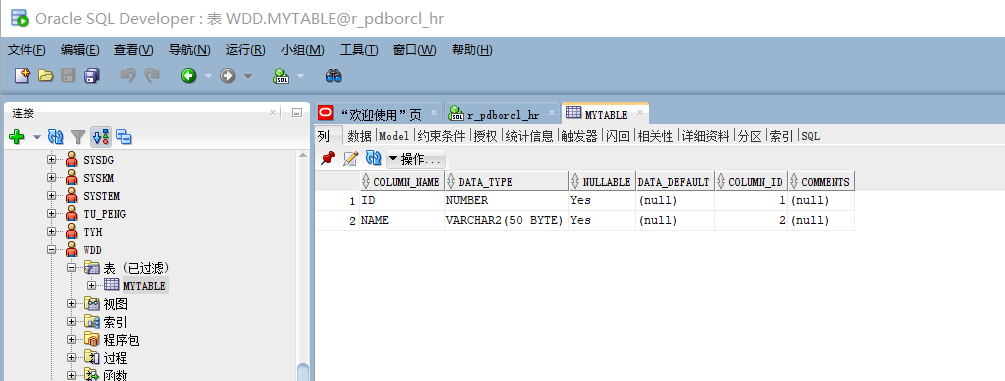 Oracle SQL Developer : 表 WDD.MYTABLE@r_pdborcl_hr
文件(F) 编辑(E) 查看(V) 导航(N) 运行(R) 小组(M) 工具(T) 窗口(W) 帮助(H)
SQL
连接
SYSDG
SYSKM
SYSTEM
TU_PENG
TYH
WDD
表 (已过滤)
MYTABLE
视图
索引
程序包
过程
函数
“欢迎使用”页 r_pdborcl_hr MYTABLE
列 数据 Model 约束条件 授权 统计信息 触发器 闪回 相关性 详细资料 分区 索引 SQL
操作...
COLUMN_NAME DATA_TYPE NULLABLE DATA_DEFAULT COLUMN_ID COMMENTS
1 ID NUMBER Yes (null) 1 (null)
2 NAME VARCHAR2(50 BYTE) Yes (null) 2 (null)